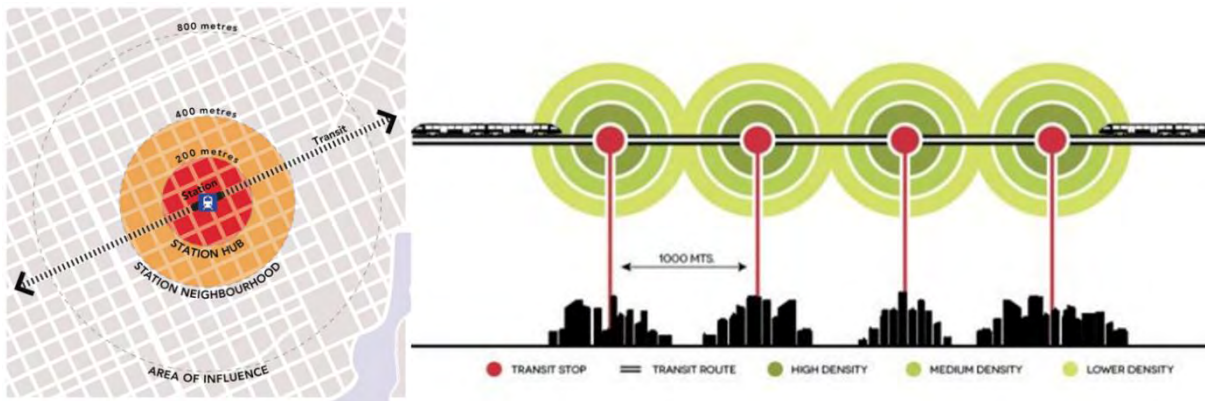 800 metres
400 metres
Transit
200 metres
Station
STATION HUB
STATION NEIGHBOURHOOD
AREA OF INFLUENCE
1000 MTS.
TRANSIT STOP
TRANSIT ROUTE
HIGH DENSITY
MEDIUM DENSITY
LOWER DENSITY